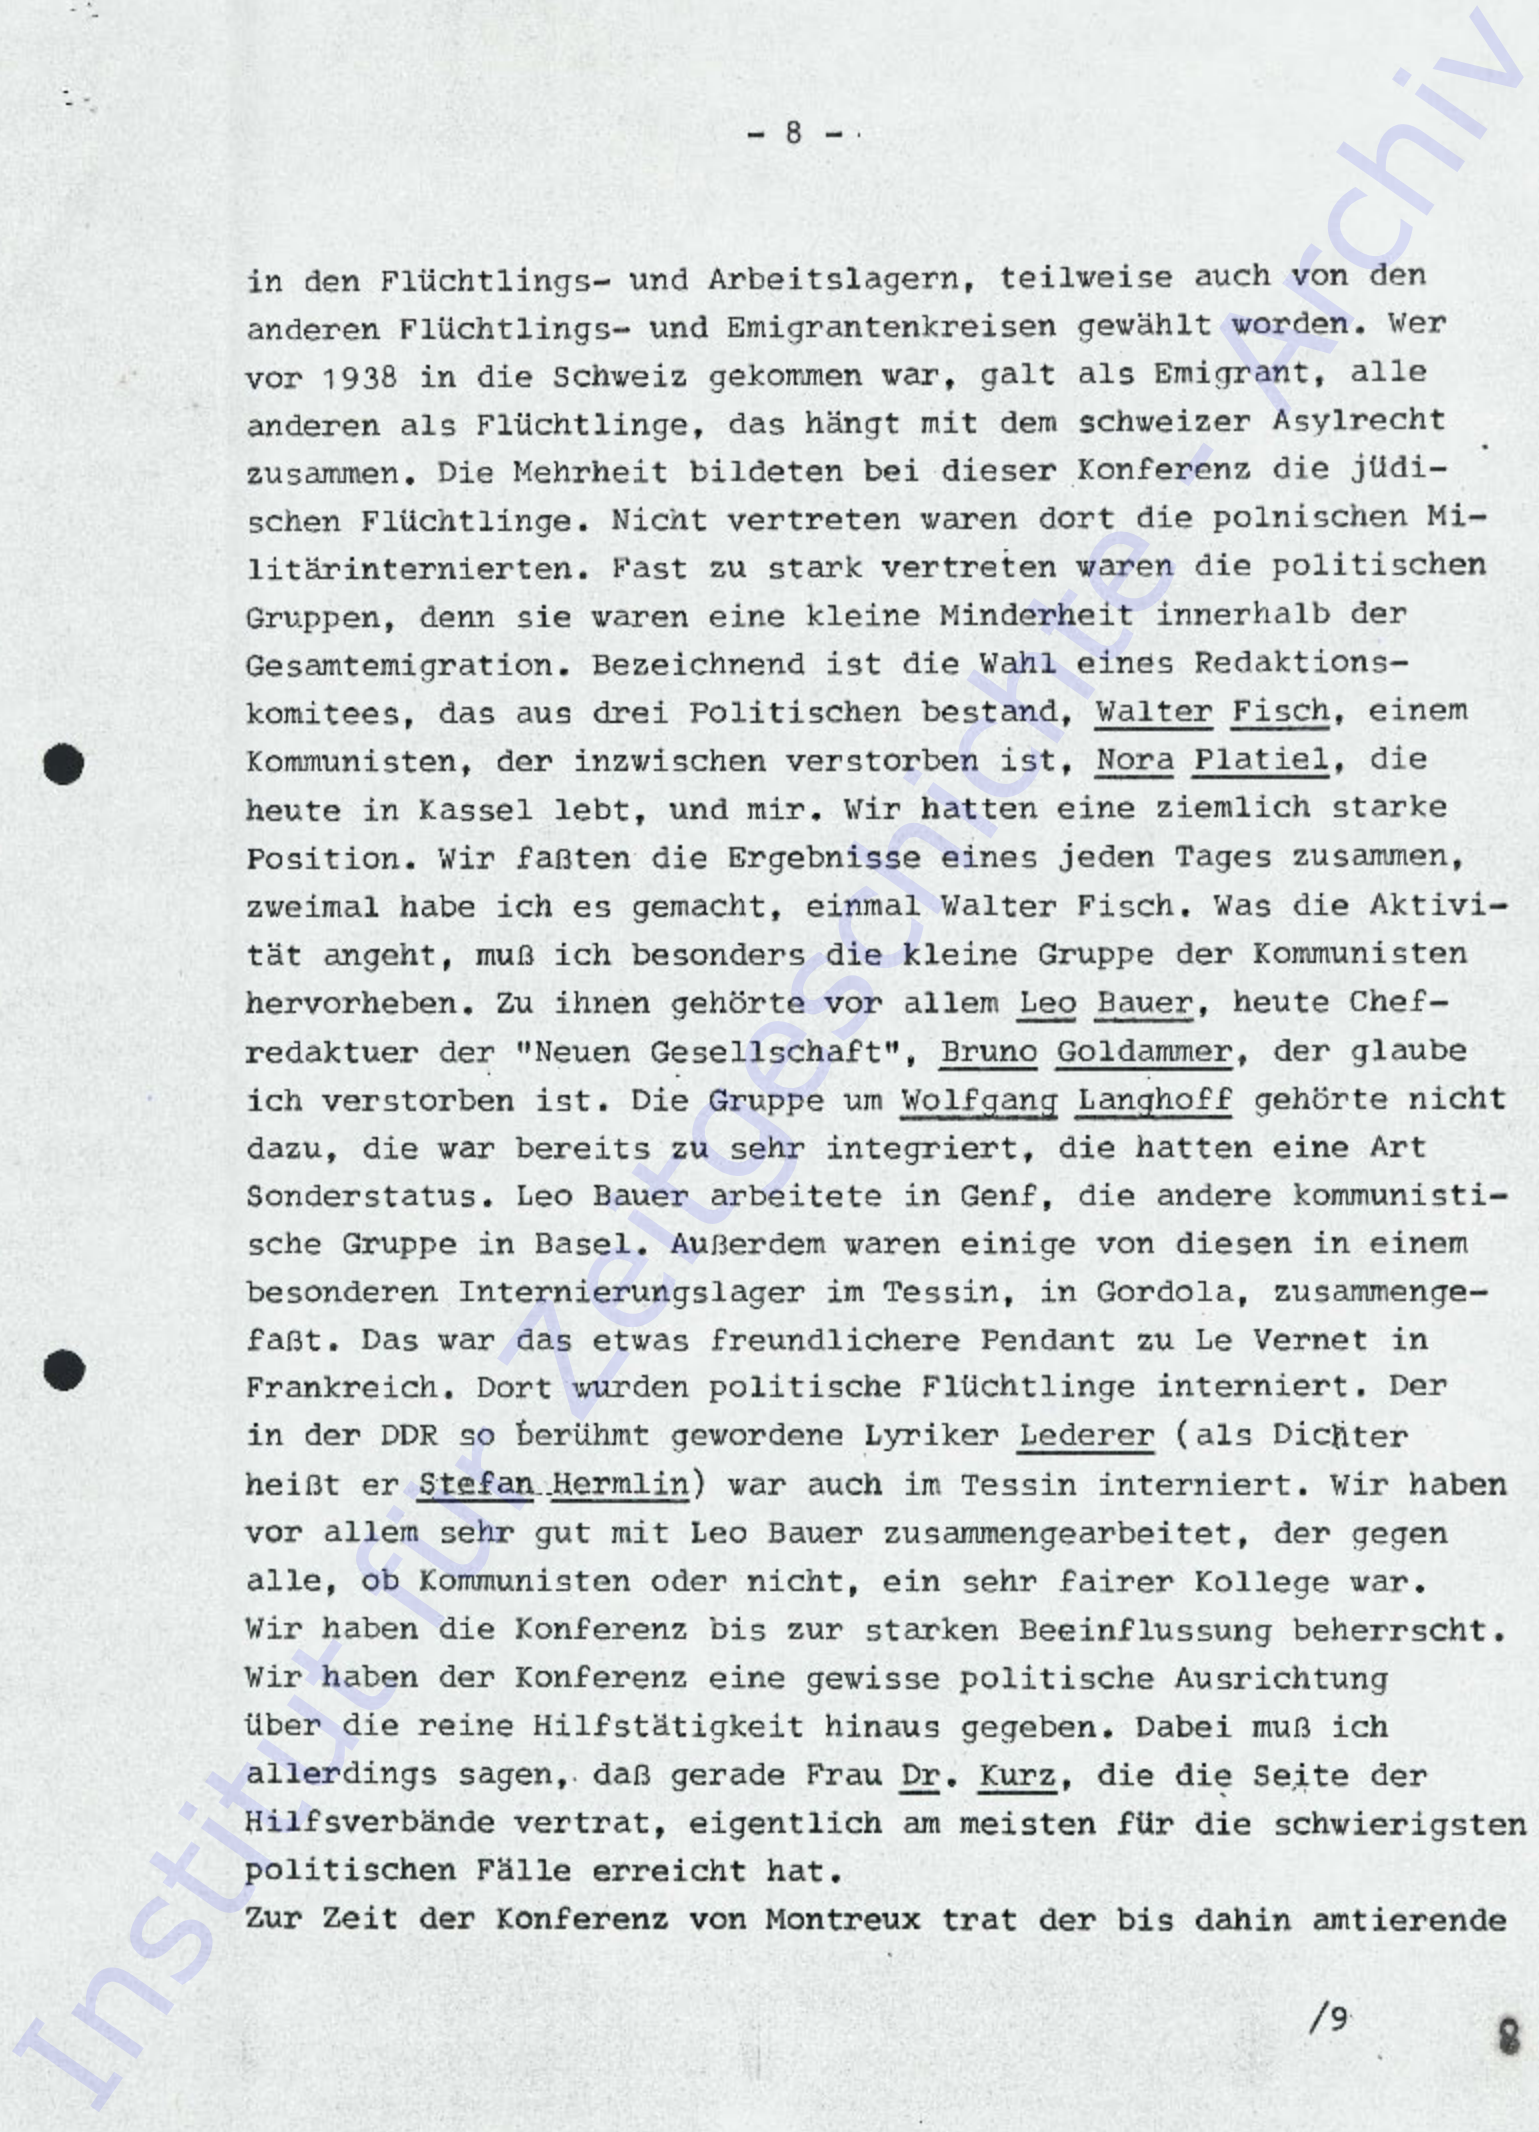 - 8 -
in den Flüchtlings- und Arbeitslagern, teilweise auch von den
anderen Flüchtlings- und Emigrantenkreisen gewählt worden. Wer
vor 1938 in die Schweiz gekommen war, galt als Emigrant, alle
anderen als Flüchtlinge, das hängt mit dem schweizer Asylrecht
zusammen. Die Mehrheit bildeten bei dieser Konferenz die jüdi-
schen Flüchtlinge. Nicht vertreten waren dort die polnischen Mi-
litärinternierten. Fast zu stark vertreten waren die politischen
Gruppen, denn sie waren eine kleine Minderheit innerhalb der
Gesamtemigration. Bezeichnend ist die Wahl eines Redaktions-
komitees, das aus drei Politischen bestand, Walter Fisch, einem
Kommunisten, der inzwischen verstorben ist, Nora Platiel, die
heute in Kassel lebt, und mir. Wir hatten eine ziemlich starke
Position. Wir faßten die Ergebnisse eines jeden Tages zusammen,
zweimal habe ich es gemacht, einmal Walter Fisch. Was die Aktivi-
tät angeht, muß ich besonders die kleine Gruppe der Kommunisten
hervorheben. Zu ihnen gehörte vor allem Leo Bauer, heute Chef-
redaktuer der "Neuen Gesellschaft", Bruno Goldammer, der glaube
ich verstorben ist. Die Gruppe um Wolfgang Langhoff gehörte nicht
dazu, die war bereits zu sehr integriert, die hatten eine Art
Sonderstatus. Leo Bauer arbeitete in Genf, die andere kommunisti-
sche Gruppe in Basel. Außerdem waren einige von diesen in einem
besonderen Internierungslager im Tessin, in Gordola, zusammenge-
faßt. Das war das etwas freundlichere Pendant zu Le Vernet in
Frankreich. Dort wurden politische Flüchtlinge interniert. Der
in der DDR so berühmt gewordene Lyriker Lederer (als Dichter
heißt er Stefan Hermlin) war auch im Tessin interniert. Wir haben
vor allem sehr gut mit Leo Bauer zusammengearbeitet, der gegen
alle, ob Kommunisten oder nicht, ein sehr fairer Kollege war.
Wir haben die Konferenz bis zur starken Beeinflussung beherrscht.
Wir haben der Konferenz eine gewisse politische Ausrichtung
über die reine Hilfstätigkeit hinaus gegeben. Dabei muß ich
allerdings sagen, daß gerade Frau Dr. Kurz, die die Seite der
Hilfsverbände vertrat, eigentlich am meisten für die schwierigsten
politischen Fälle erreicht hat.
Zur Zeit der Konferenz von Montreux trat der bis dahin amtierende
/9
8
Institut für Zeitgeschichte - Archiv